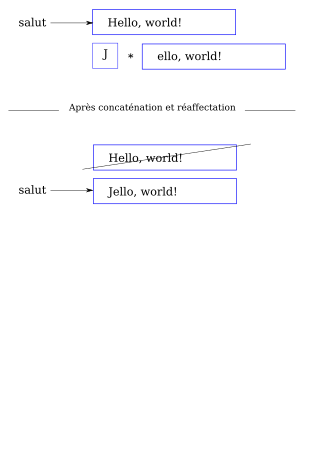 salut Hello, world!
J * ello, world!
Après concaténation et réaffectation
Hello, world!
salut Jello, world!